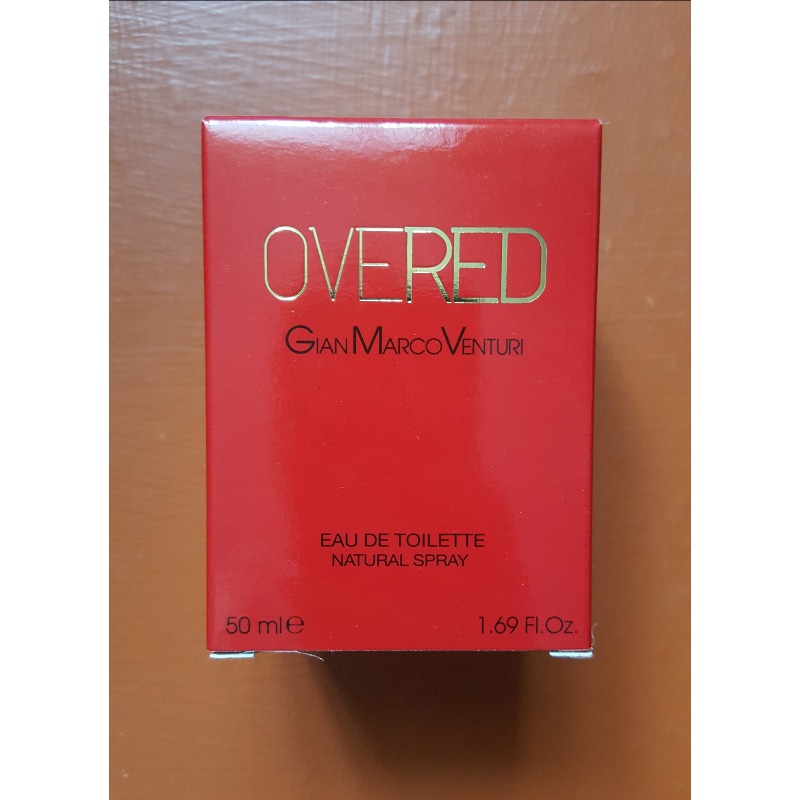 OVERED
GIAN MARCO VENTURI
EAU DE TOILETTE
NATURAL SPRAY
50 ml℮ 1.69 Fl.Oz.